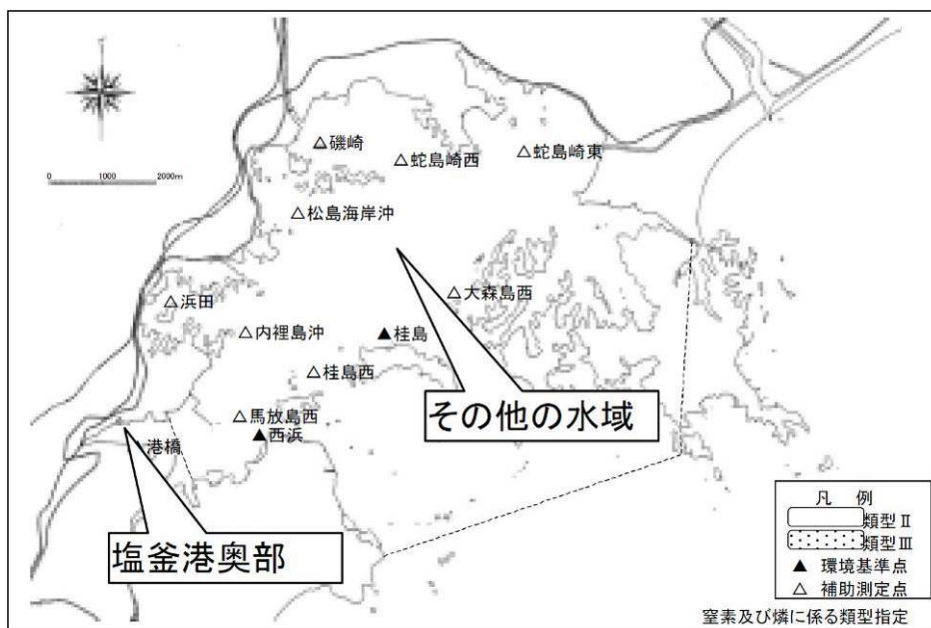 磯崎
蛇島崎西
蛇島崎東
0 1000 2000m
松島海岸沖
大森島西
浜田
内裡島沖
桂島
桂島西
その他の水域
馬放島西
西浜
港橋
塩釜港奥部
凡 例
類型Ⅱ
類型Ⅲ
環境基準点
補助測定点
窒素及び燐に係る類型指定